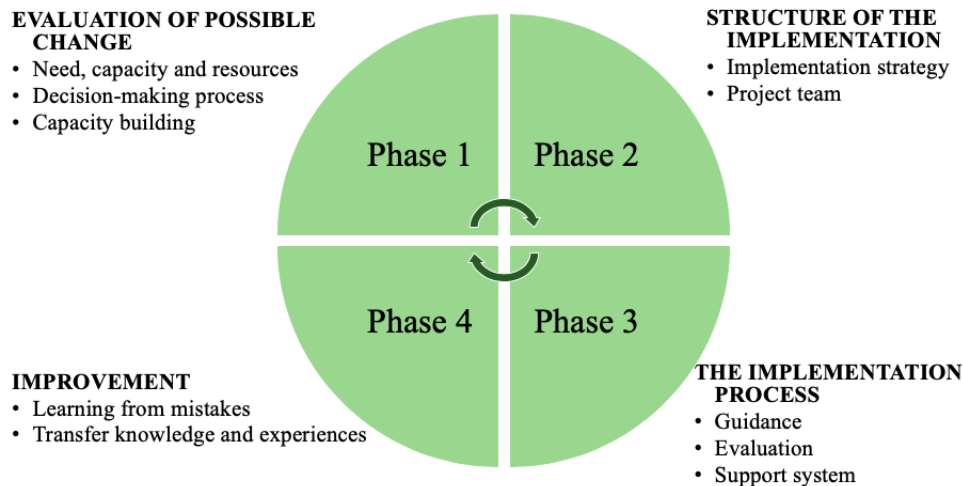 EVALUATION OF POSSIBLE
CHANGE
• Need, capacity and resources
• Decision-making process
• Capacity building
STRUCTURE OF THE
IMPLEMENTATION
• Implementation strategy
• Project team
Phase 1
Phase 2
Phase 4
Phase 3
IMPROVEMENT
• Learning from mistakes
• Transfer knowledge and experiences
THE IMPLEMENTATION
PROCESS
• Guidance
• Evaluation
• Support system